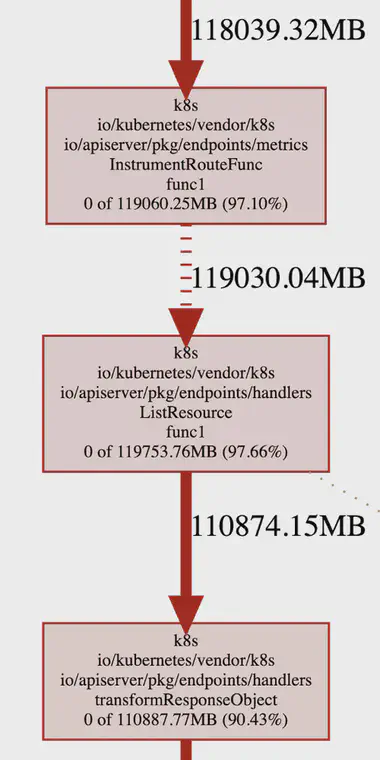 118039.32MB
k8s
io/kubernetes/vendor/k8s
io/apiserver/pkg/endpoints/metrics
InstrumentRouteFunc
func1
0 of 119060.25MB (97.10%)
119030.04MB
k8s
io/kubernetes/vendor/k8s
io/apiserver/pkg/endpoints/handlers
ListResource
func1
0 of 119753.76MB (97.66%)
110874.15MB
k8s
io/kubernetes/vendor/k8s
io/apiserver/pkg/endpoints/handlers
transformResponseObject
0 of 110887.77MB (90.43%)